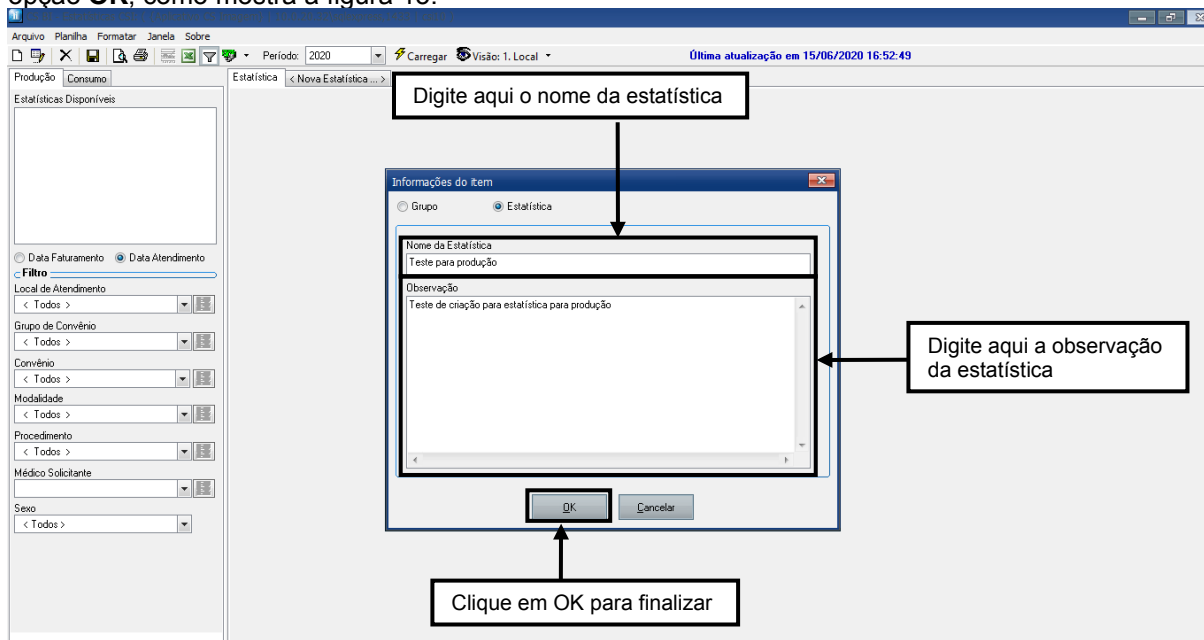 opção OK, como mostra a figura
Arquivo Planilha Formatar Janela Sobre
Período: 2020 Carregar Visão: 1. Local Última atualização em 15/06/2020 16:52:49
Produção Consumo Estatística < Nova Estatística ... >
Digite aqui o nome da estatística
Estatísticas Disponíveis
Informações do item
Grupo Estatística
Nome da Estatística
Teste para produção
Observação
Teste de criação para estatística para produção
Data Faturamento Data Atendimento
Filtro
Local de Atendimento
< Todos >
Grupo de Convênio
< Todos >
Convênio
< Todos >
Modalidade
< Todos >
Procedimento
< Todos >
Médico Solicitante
Sexo
< Todos >
Digite aqui a observação
da estatística
OK Cancelar
Clique em OK para finalizar